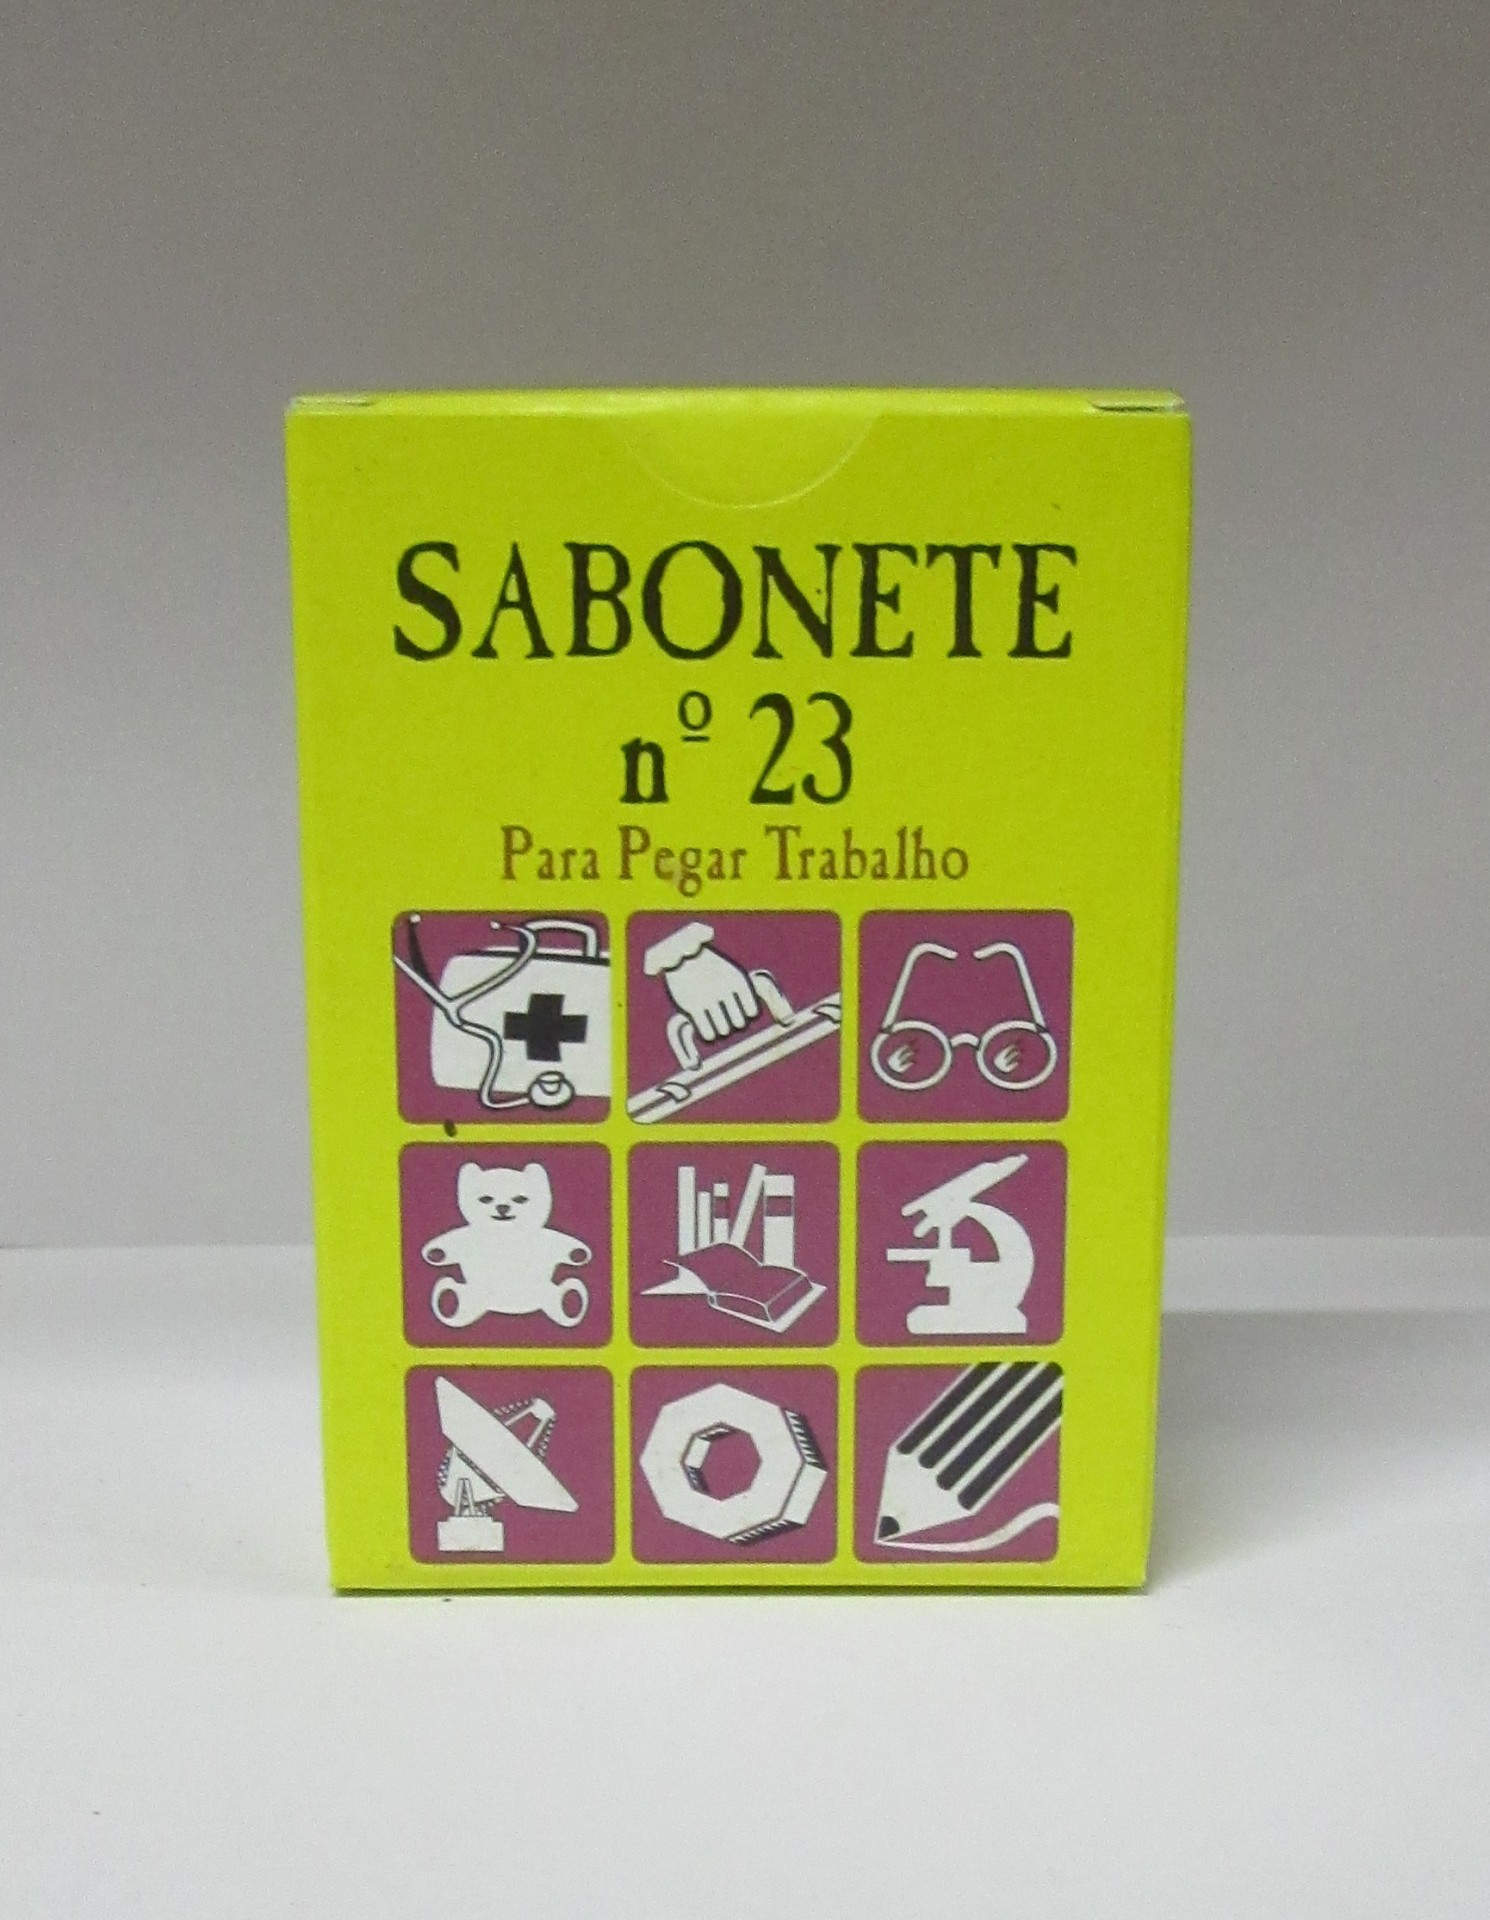 SABONETE
nº 23
Para Pegar Trabalho